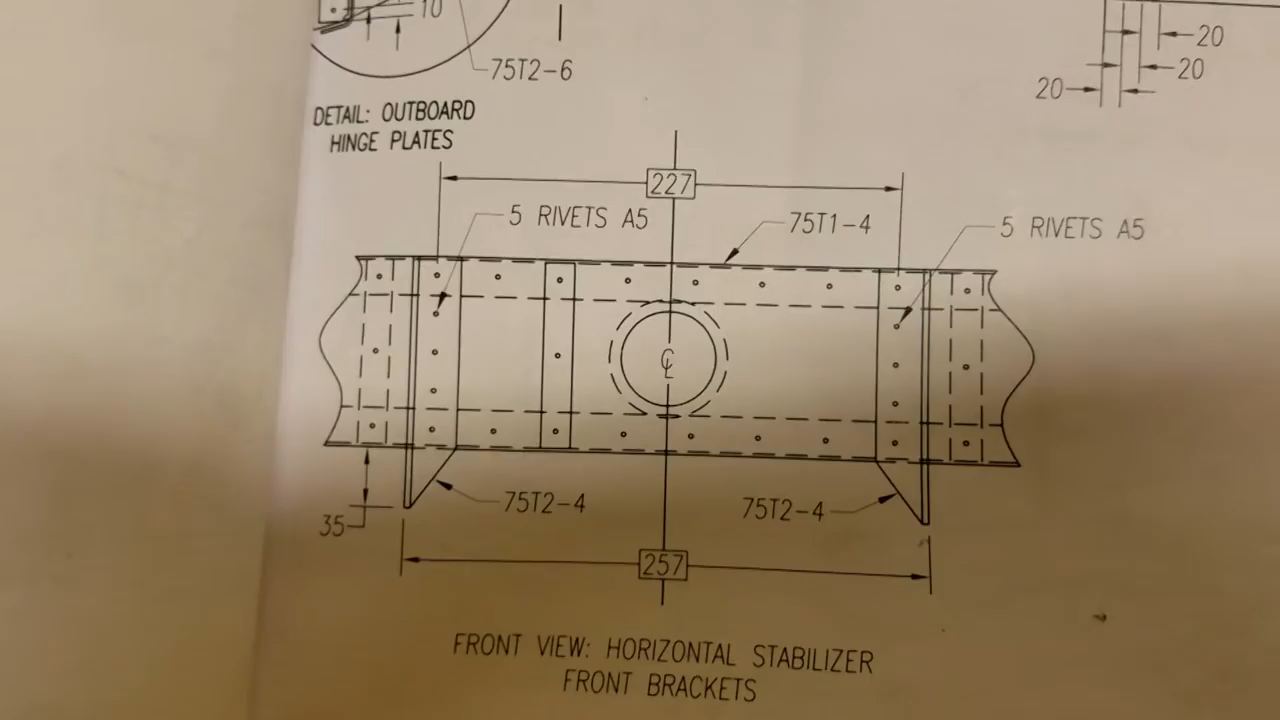 10
75T2-6
20
20
20
DETAIL: OUTBOARD
HINGE PLATES
227
5 RIVETS A5
75T1-4
5 RIVETS A5
℄
75T2-4
75T2-4
35
257
FRONT VIEW: HORIZONTAL STABILIZER
FRONT BRACKETS